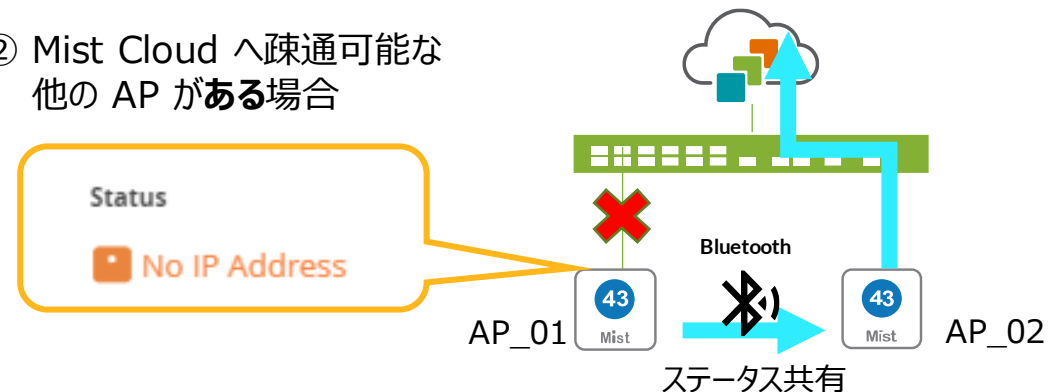 ② Mist Cloud へ疎通可能な
他の AP がある場合
Status
No IP Address
Bluetooth
43
Mist
43
Mist
AP_01
AP_02
ステータス共有